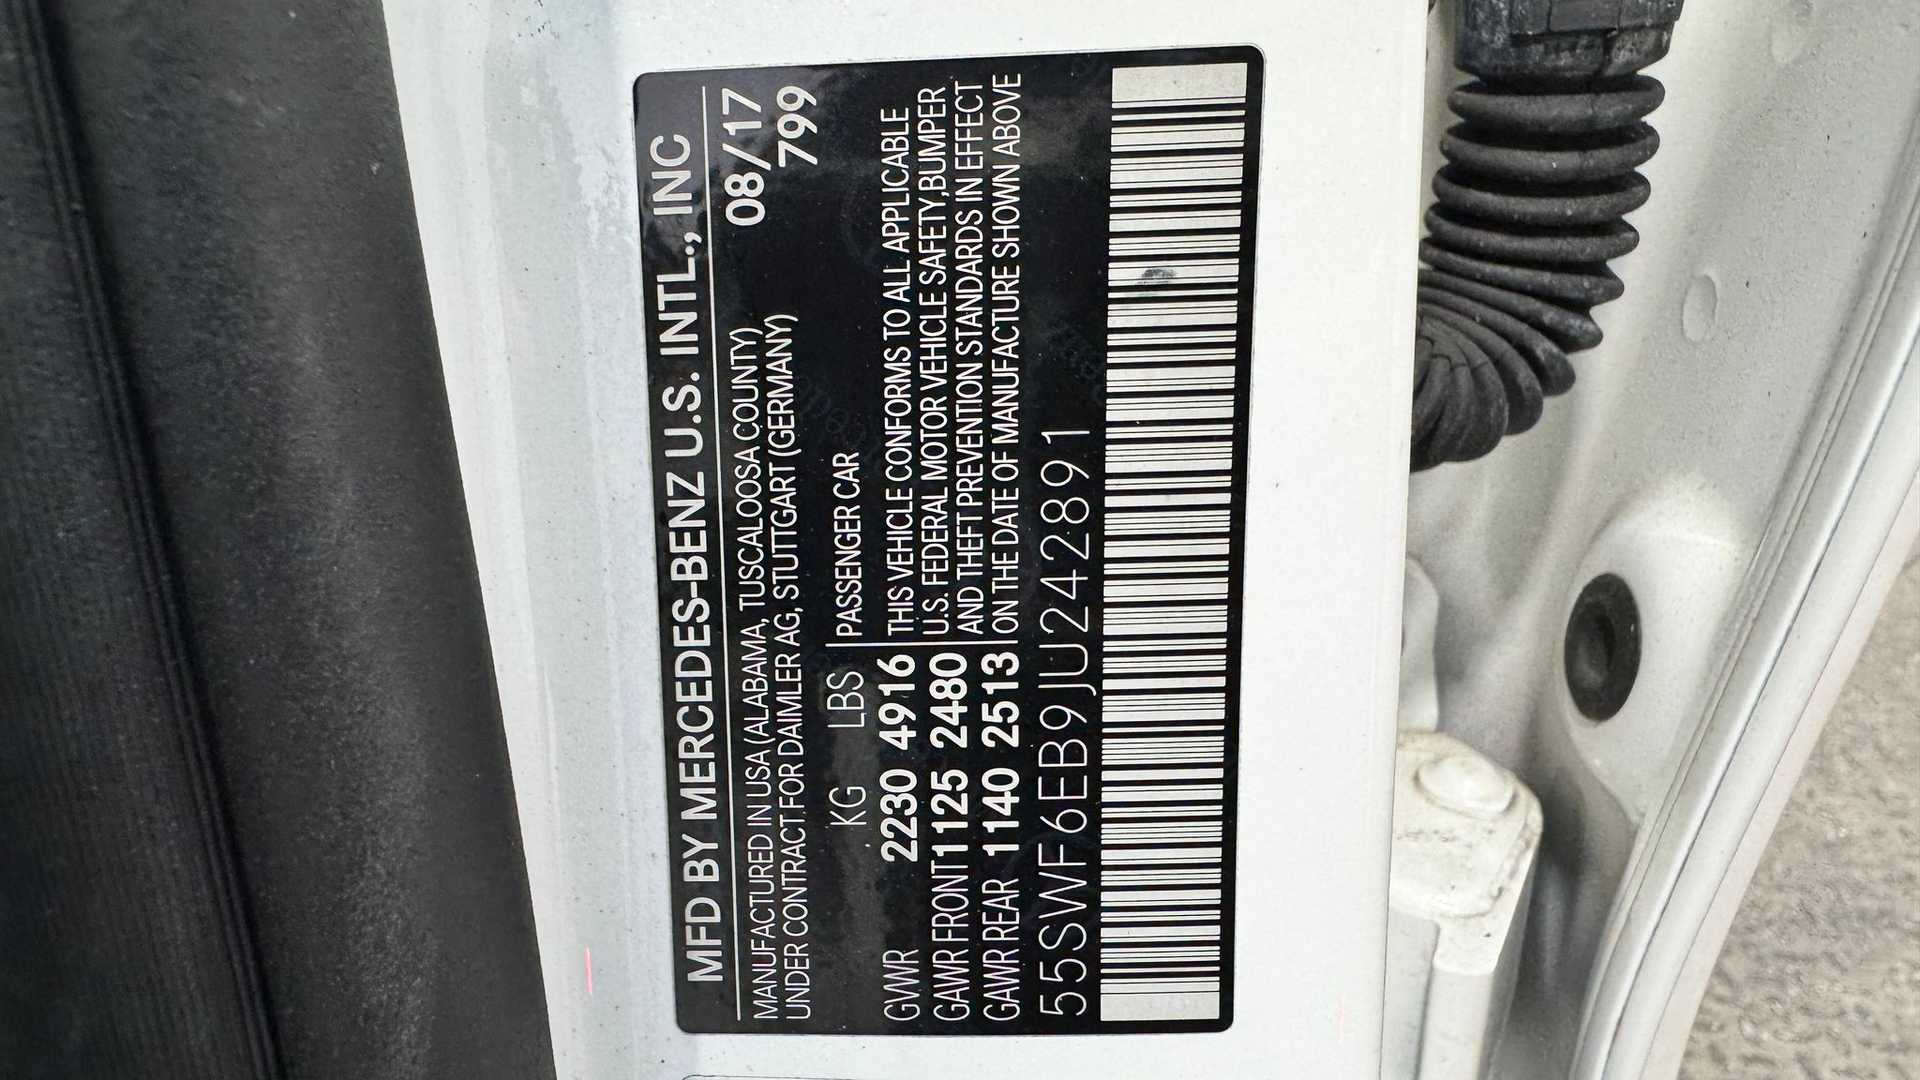 MFD BY MERCEDES-BENZ U.S. INTL., INC
MANUFACTURED IN USA (ALABAMA, TUSCALOOSA COUNTY) 08/17
UNDER CONTRACT FOR DAIMLER AG, STUTTGART (GERMANY) 799
KG LBS PASSENGER CAR
GVWR 2230 4916 THIS VEHICLE CONFORMS TO ALL APPLICABLE
GAWR FRONT 1125 2480 U.S. FEDERAL MOTOR VEHICLE SAFETY, BUMPER
AND THEFT PREVENTION STANDARDS IN EFFECT
GAWR REAR 1140 2513 ON THE DATE OF MANUFACTURE SHOWN ABOVE
55SWF6EB9JU242891